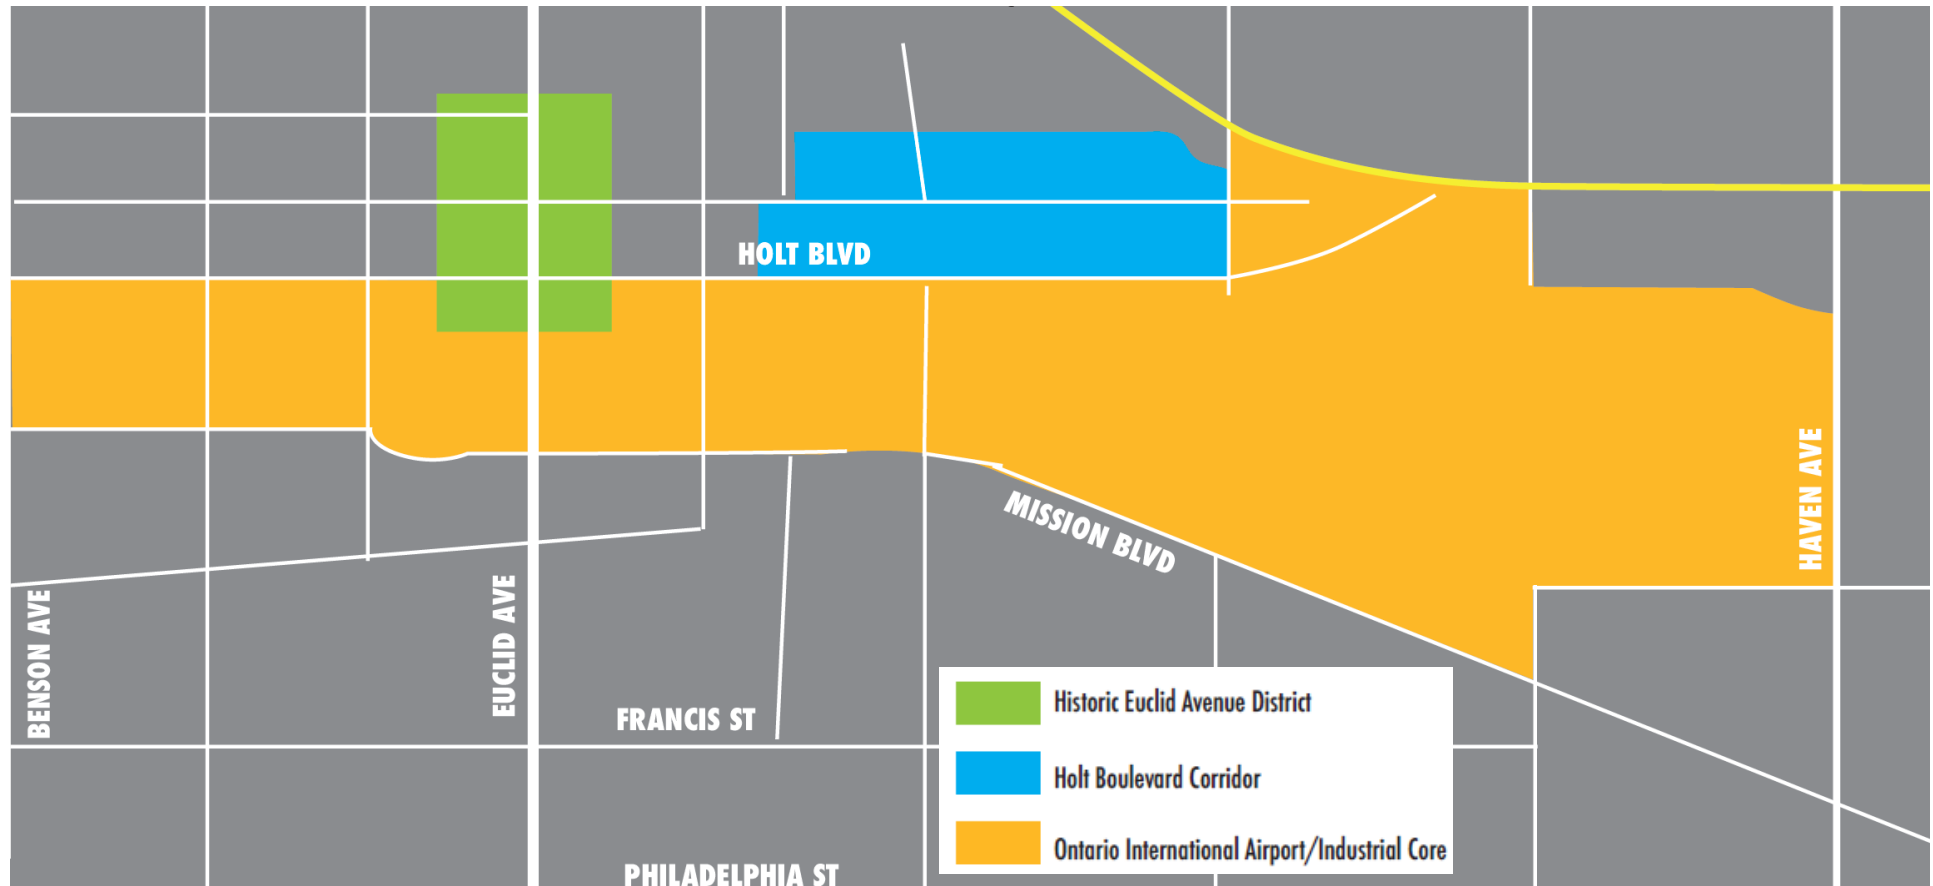 HOLT BLVD
HAVEN AVE
MISSION BLVD
BENSON AVE
EUCLID AVE
FRANCIS ST
Historic Euclid Avenue District
Holt Boulevard Corridor
Ontario International Airport/Industrial Core
PHILADELPHIA ST